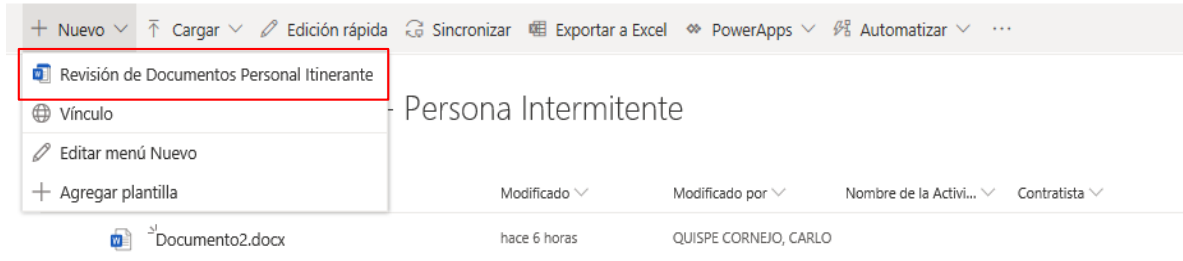 Nuevo Cargar Edición rápida Sincronizar Exportar a Excel PowerApps Automatizar ...
Revisión de Documentos Personal Itinerante
Vínculo
- Persona Intermitente
Editar menú Nuevo
Agregar plantilla
Modificado Modificado por Nombre de la Activi... Contratista
Documento2.docx hace 6 horas QUISPE CORNEJO, CARLO